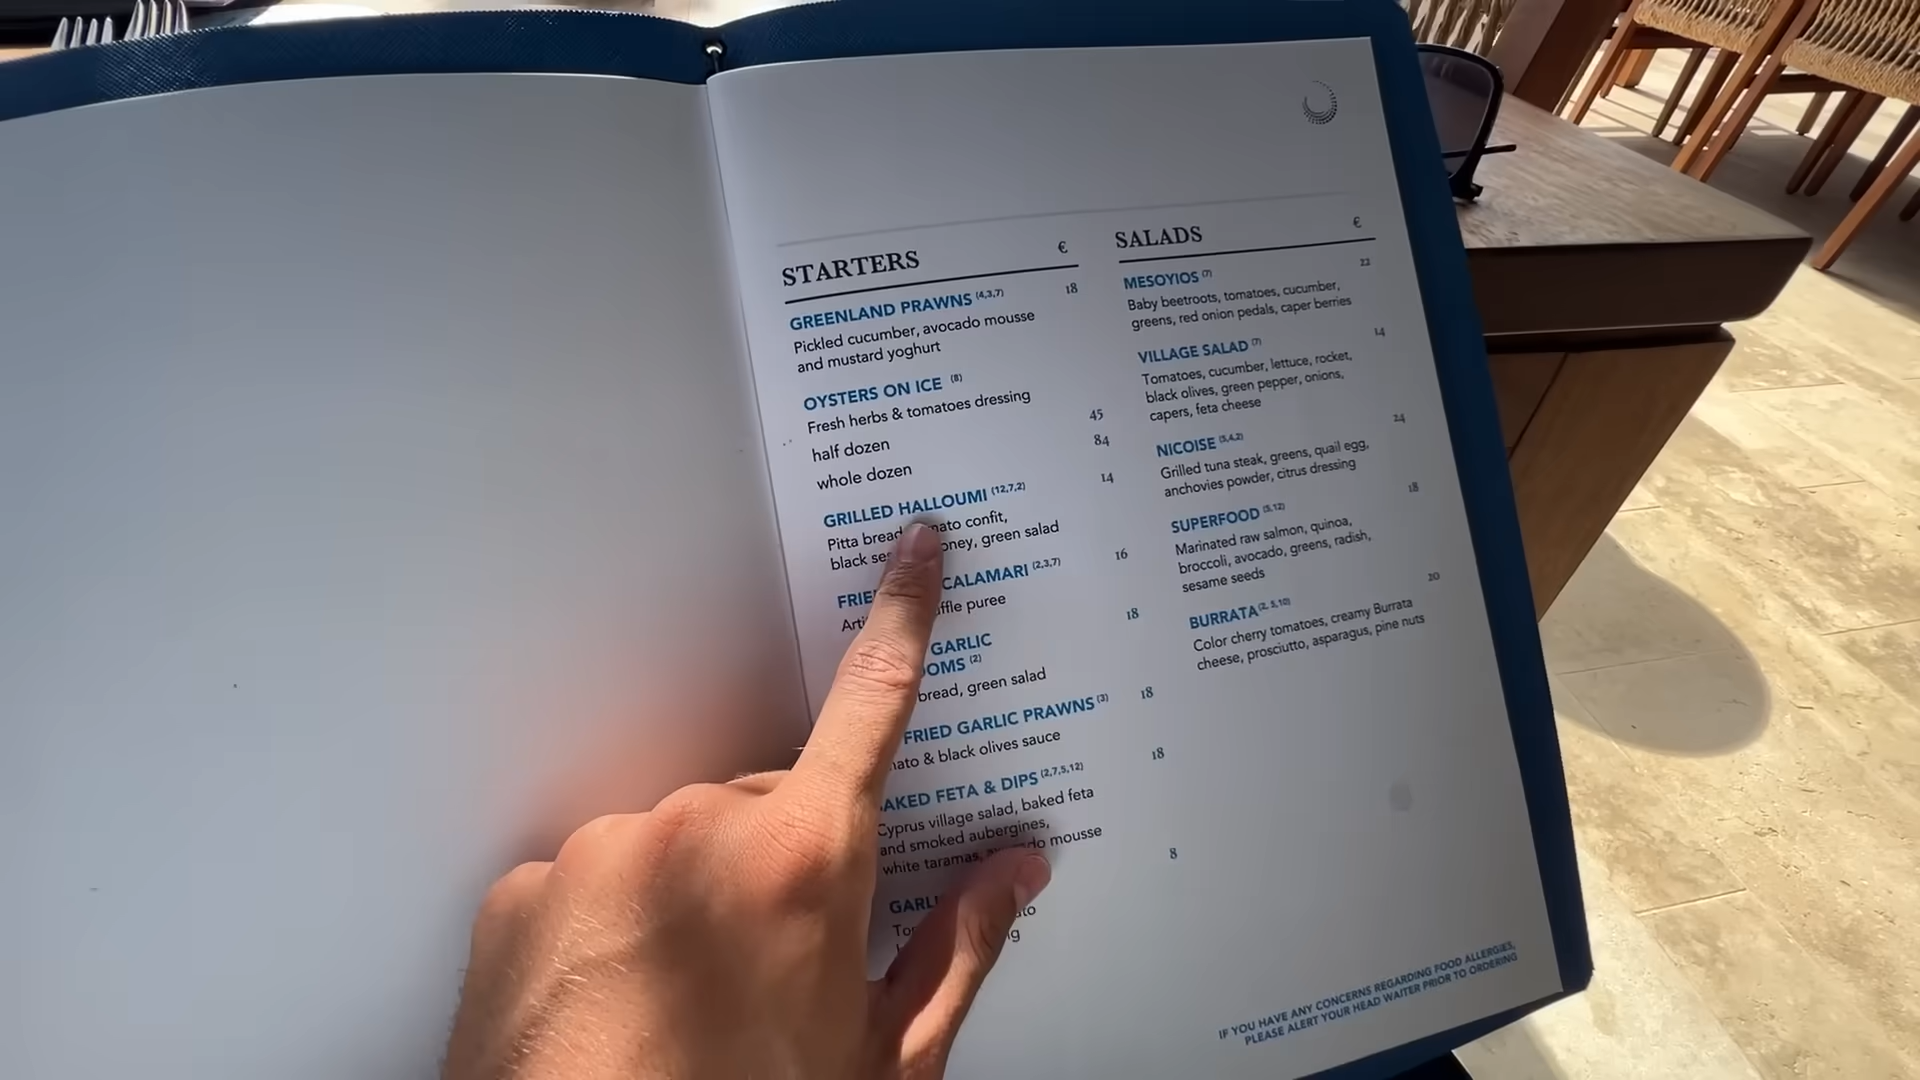 STARTERS €
GREENLAND PRAWNS (4,3,7) 18
Pickled cucumber, avocado mousse
and mustard yoghurt
OYSTERS ON ICE (8)
Fresh herbs & tomatoes dressing
half dozen 45
whole dozen 84
GRILLED HALLOUMI (12,7,2) 14
Pitta bread confit,
black green salad
CALAMARI (2,3,7) 16
puree
GARLIC 18
(2)
bread, green salad
FRIED GARLIC PRAWNS (3) 18
& black olives sauce
FETA & DIPS (2,7,5,12) 18
Cyprus village salad, baked feta
and smoked aubergines,
white taramas, mousse
8
SALADS €
MESOYIOS (7) 22
Baby beetroots, tomatoes, cucumber,
greens, red onion pedals, caper berries
VILLAGE SALAD (7) 14
Tomatoes, cucumber, lettuce, rocket,
black olives, green pepper, onions,
capers, feta cheese
NICOISE (5,4,2) 24
Grilled tuna steak, greens, quail egg,
anchovies powder, citrus dressing
SUPERFOOD (5,12) 18
Marinated raw salmon, quinoa,
broccoli, avocado, greens, radish,
sesame seeds
BURRATA (2, 5,10) 20
Color cherry tomatoes, creamy Burrata
cheese, prosciutto, asparagus, pine nuts
IF YOU HAVE ANY CONCERNS REGARDING FOOD ALLERGIES,
PLEASE ALERT YOUR HEAD WAITER PRIOR TO ORDERING